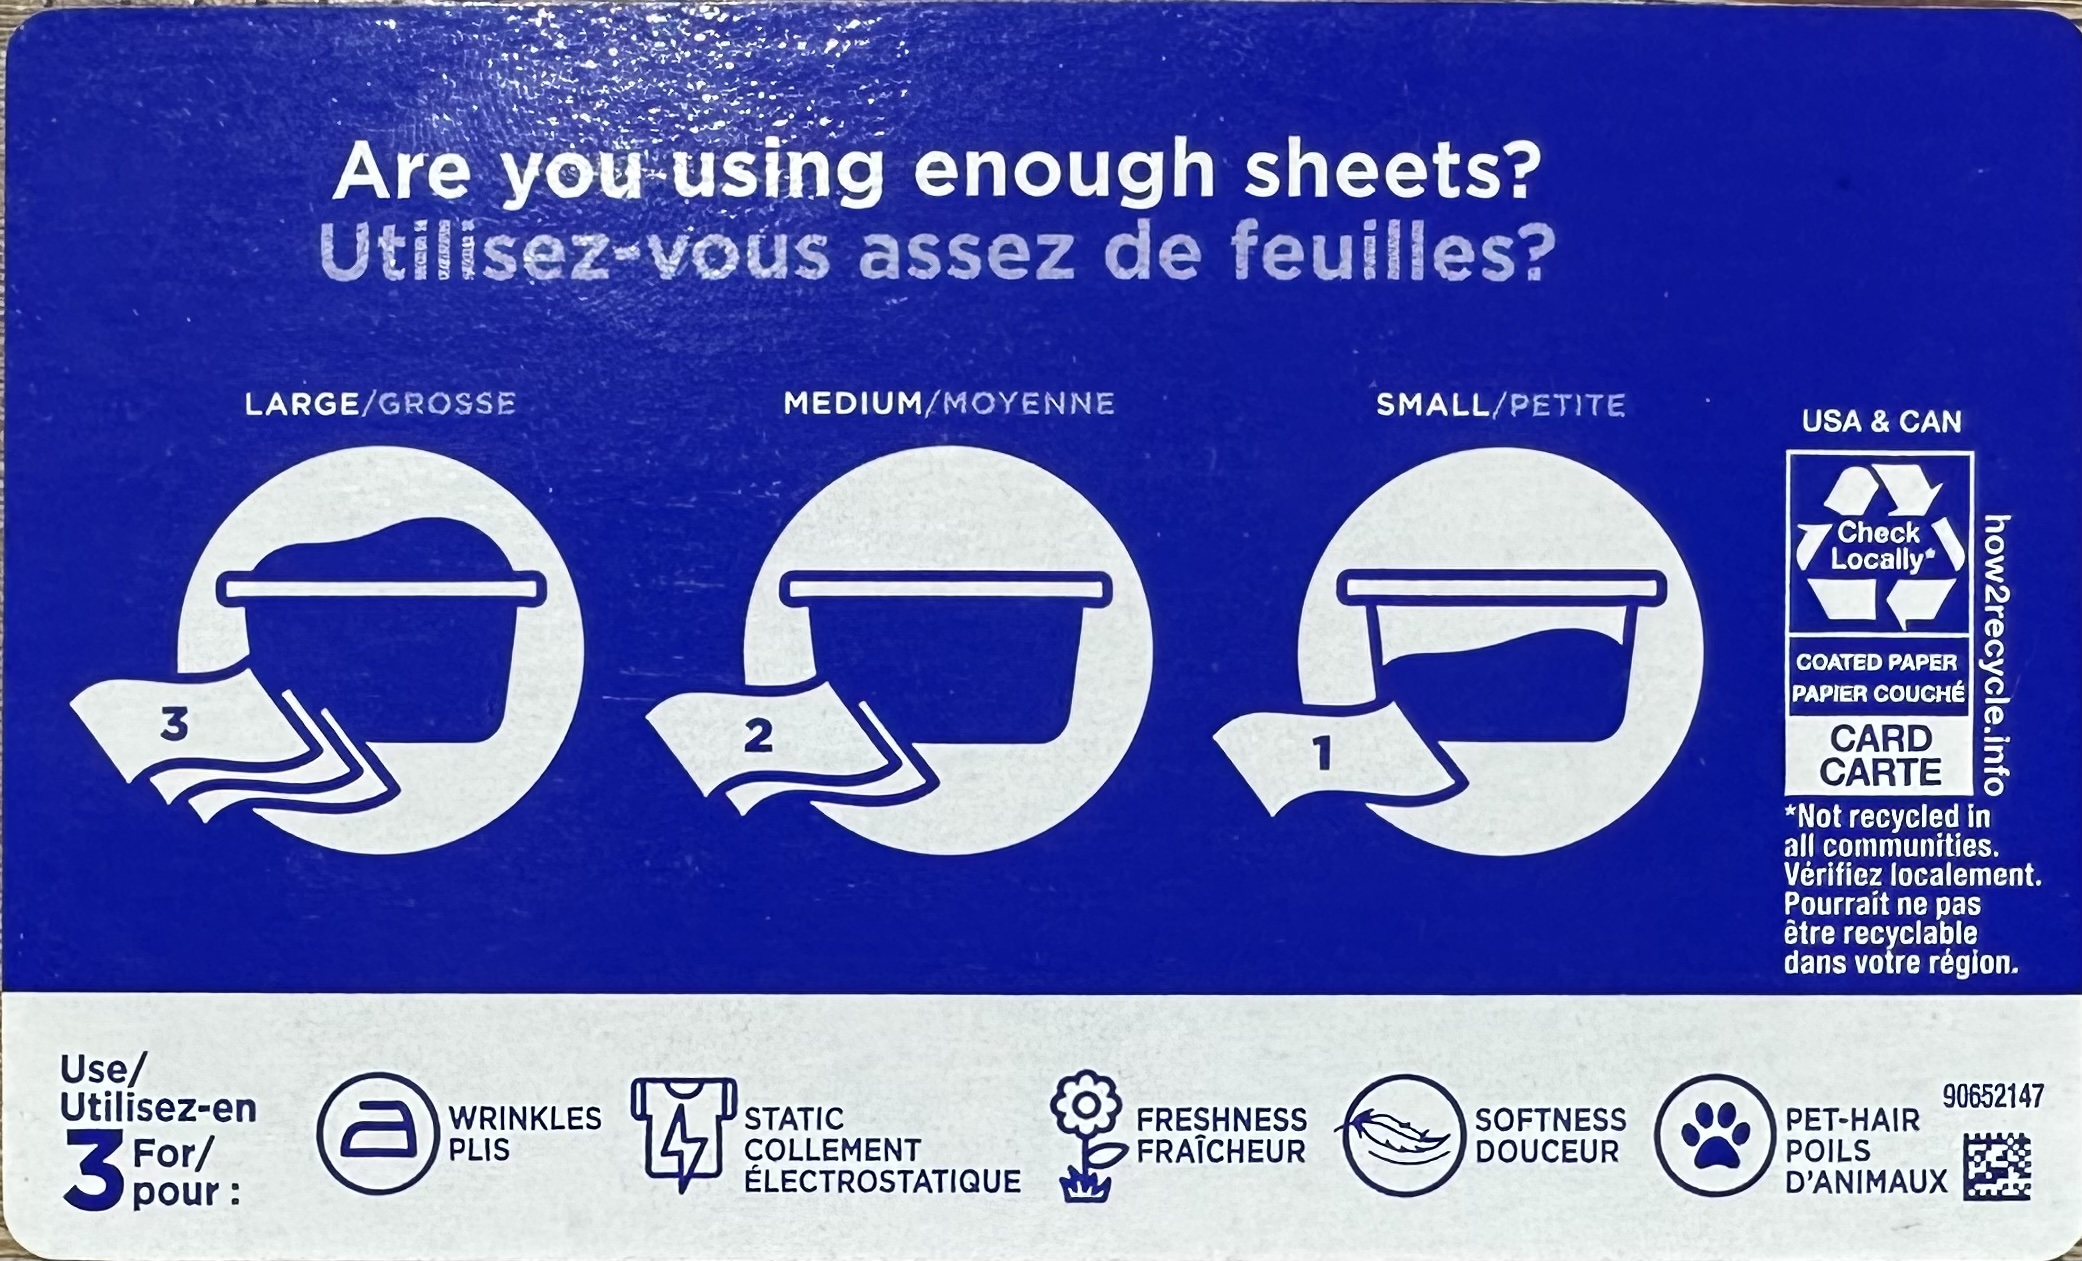 Are you using enough sheets?
Utilisez-vous assez de feuilles?
LARGE/GROSSE
MEDIUM/MOYENNE
SMALL/PETITE
3
2
1
USA & CAN
Check
Locally*
COATED PAPER
PAPIER COUCHÉ
CARD
CARTE
how2recycle.info
*Not recycled in
all communities.
Vérifiez localement.
Pourrait ne pas
être recyclable
dans votre région.
Use/
Utilisez-en
3 For/
pour :
WRINKLES
PLIS
STATIC
COLLEMENT
ÉLECTROSTATIQUE
FRESHNESS
FRAÎCHEUR
SOFTNESS
DOUCEUR
PET-HAIR
POILS
D'ANIMAUX
90652147